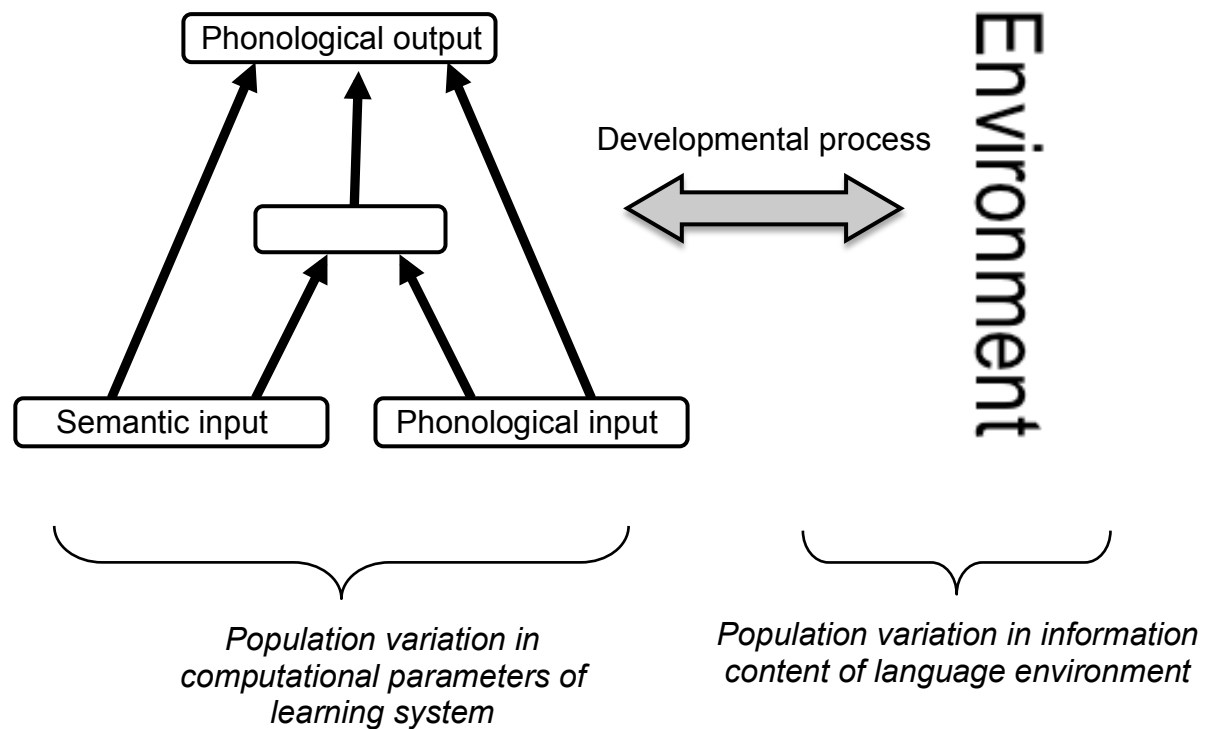 Phonological output
Developmental process
Environment
Semantic input
Phonological input
Population variation in
computational parameters of
learning system
Population variation in information
content of language environment